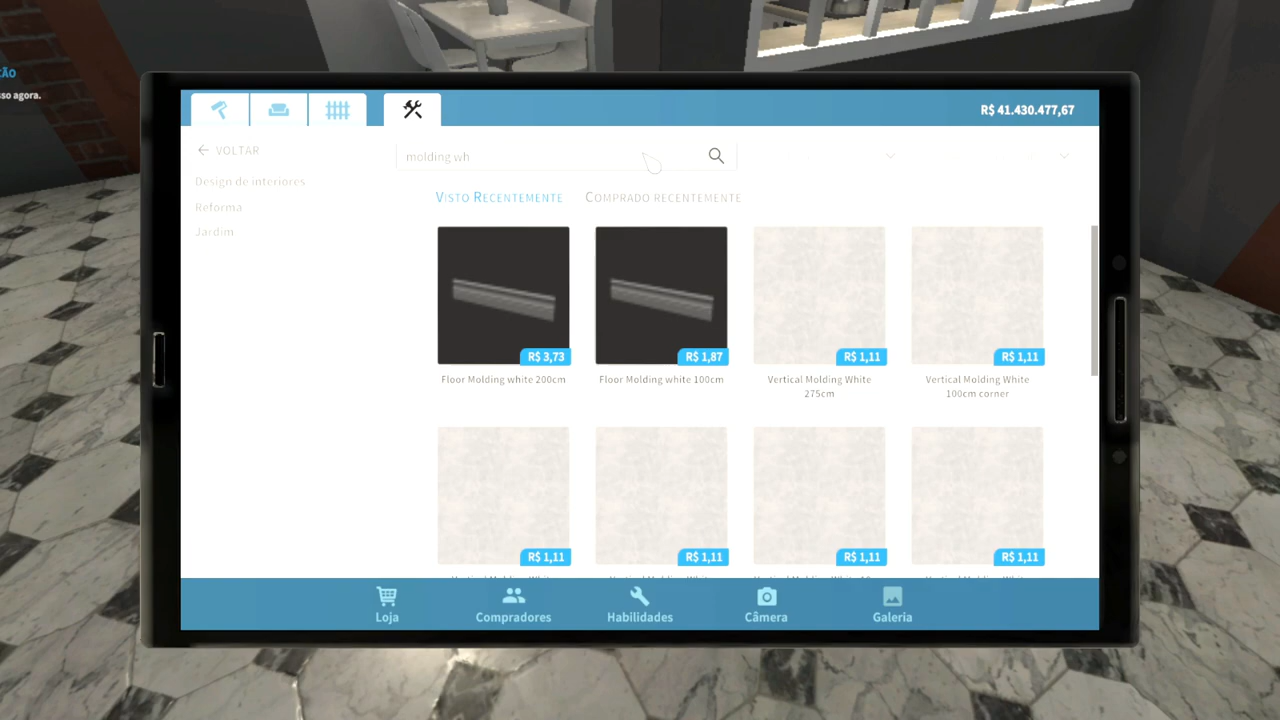 ÇÃO
sso agora.
R$ 41.430.477,67
VOLTAR
molding wh
Design de interiores
Reforma
Jardim
Visto Recentemente
Comprado recentemente
R$ 3,73
R$ 1,87
R$ 1,11
R$ 1,11
Floor Molding white 200cm
Floor Molding white 100cm
Vertical Molding White
275cm
Vertical Molding White
100cm corner
R$ 1,11
R$ 1,11
R$ 1,11
R$ 1,11
Loja
Compradores
Habilidades
Câmera
Galeria